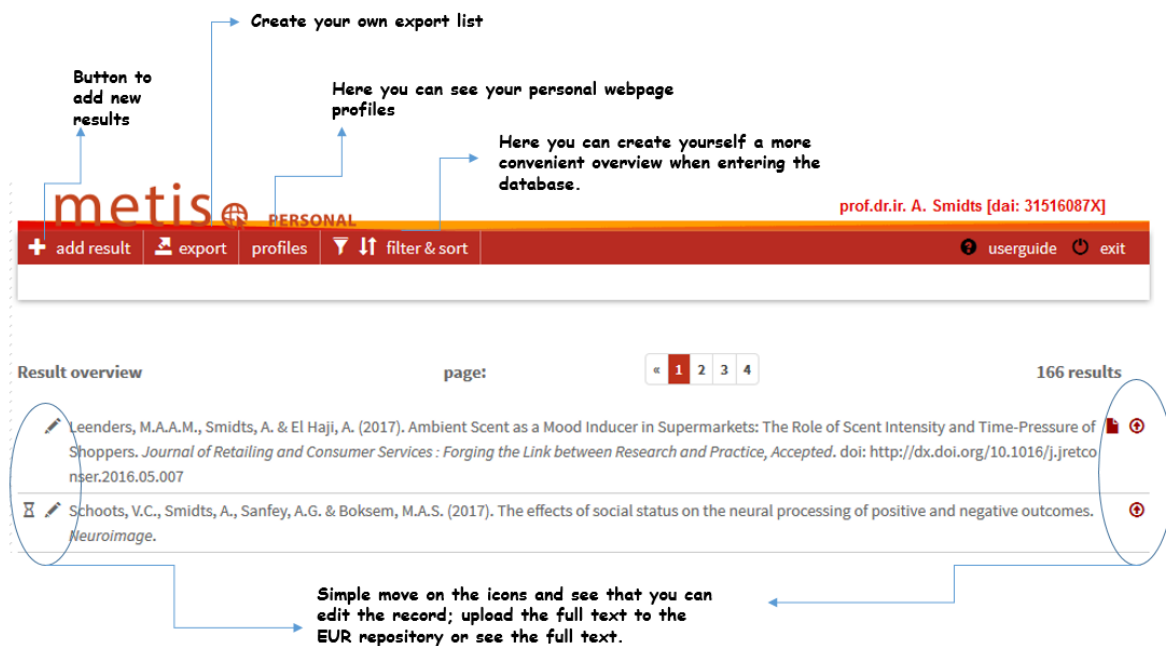 Create your own export list
Button to
add new
results
Here you can see your personal webpage
profiles
Here you can create yourself a more
convenient overview when entering the
database.
metis PERSONAL
prof.dr.ir. A. Smidts [dai: 31516087X]
add result export profiles filter & sort userguide exit
Result overview page: « 1 2 3 4 166 results
Leenders, M.A.A.M., Smidts, A. & El Haji, A. (2017). Ambient Scent as a Mood Inducer in Supermarkets: The Role of Scent Intensity and Time-Pressure of
Shoppers. Journal of Retailing and Consumer Services : Forging the Link between Research and Practice, Accepted. doi: http://dx.doi.org/10.1016/j.jretco
nser.2016.05.007
Schoots, V.C., Smidts, A., Sanfey, A.G. & Boksem, M.A.S. (2017). The effects of social status on the neural processing of positive and negative outcomes.
Neuroimage.
Simple move on the icons and see that you can
edit the record; upload the full text to the
EUR repository or see the full text.